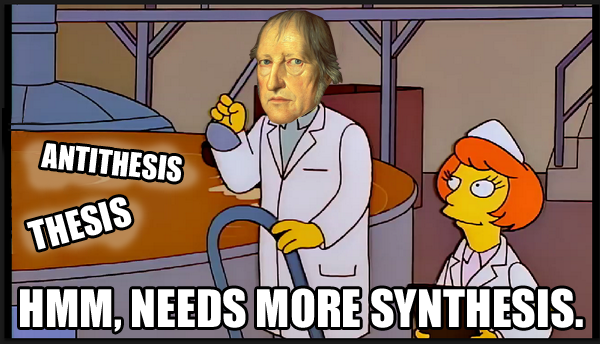 ANTITHESIS
THESIS
HMM, NEEDS MORE SYNTHESIS.